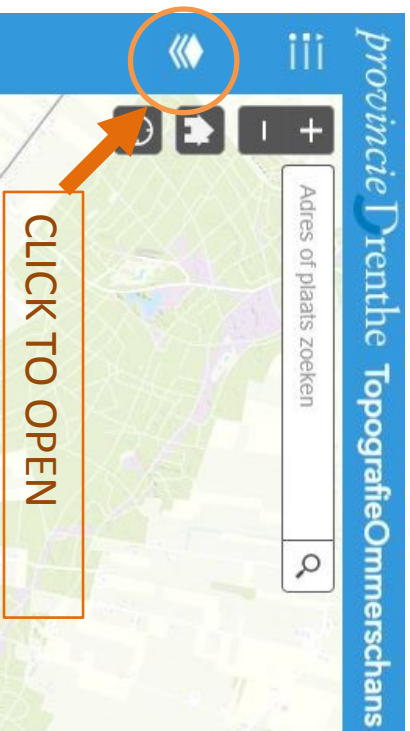 provincie Drenthe TopografieOmmerschans
+
Adres of plaats zoeken
-
CLICK TO OPEN